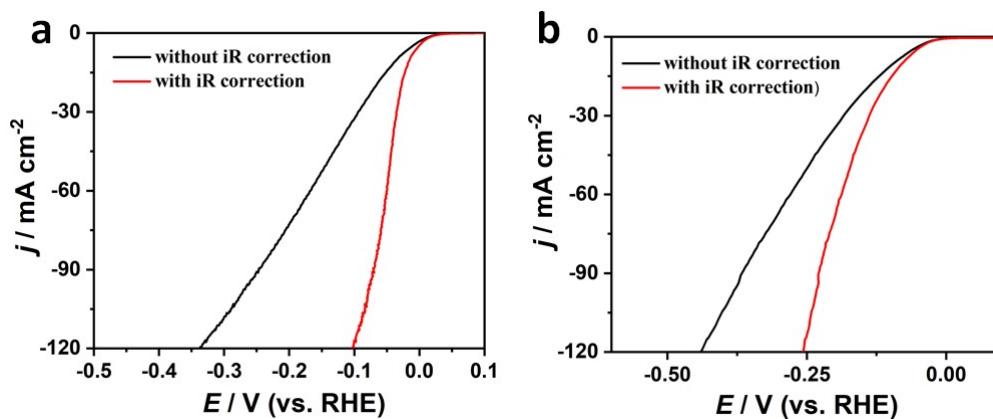 a
without iR correction
with iR correction
j / mA cm-2
0
-30
-60
-90
-120
-0.5 -0.4 -0.3 -0.2 -0.1 0.0 0.1
E / V (vs. RHE)
b
without iR correction
with iR correction)
j / mA cm-2
0
-30
-60
-90
-120
-0.50 -0.25 0.00
E / V (vs. RHE)